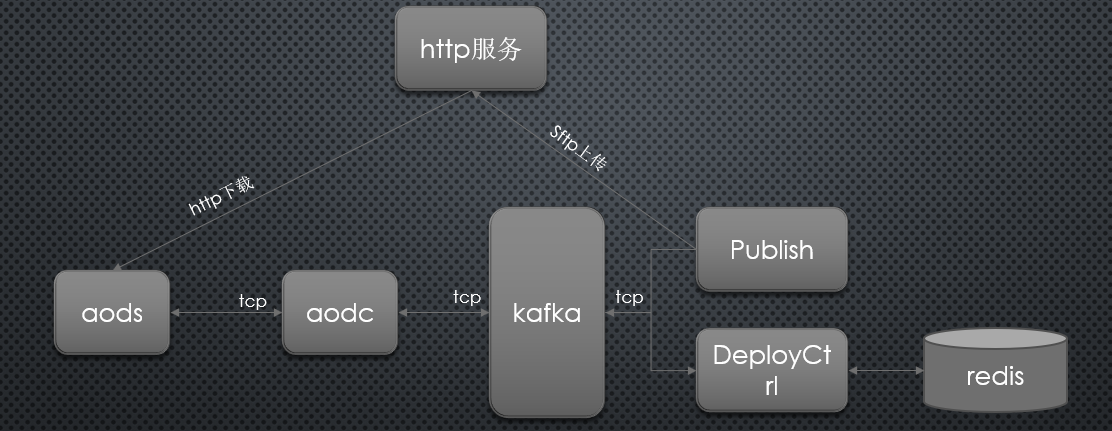 http服务
Sftp上传
http下载
Publish
aods
tcp
aodc
tcp
kafka
tcp
DeployCt
rl
redis